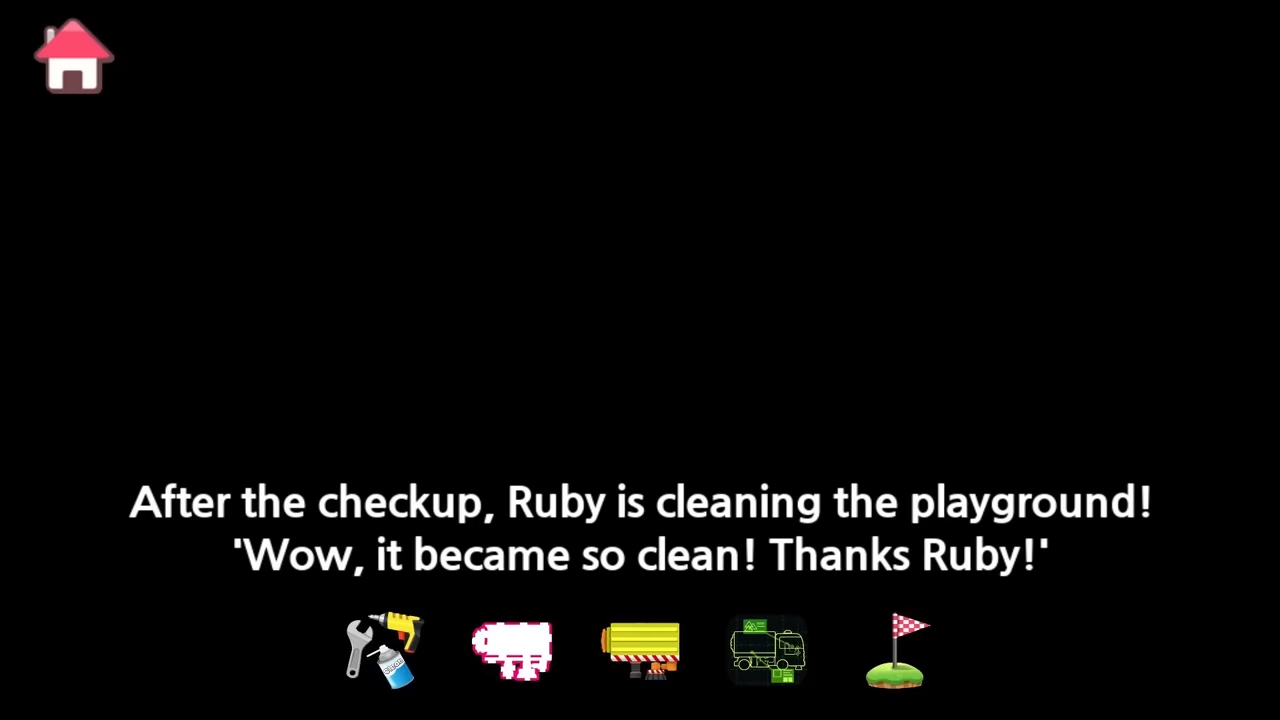 After the checkup, Ruby is cleaning the playground!
'Wow, it became so clean! Thanks Ruby!'